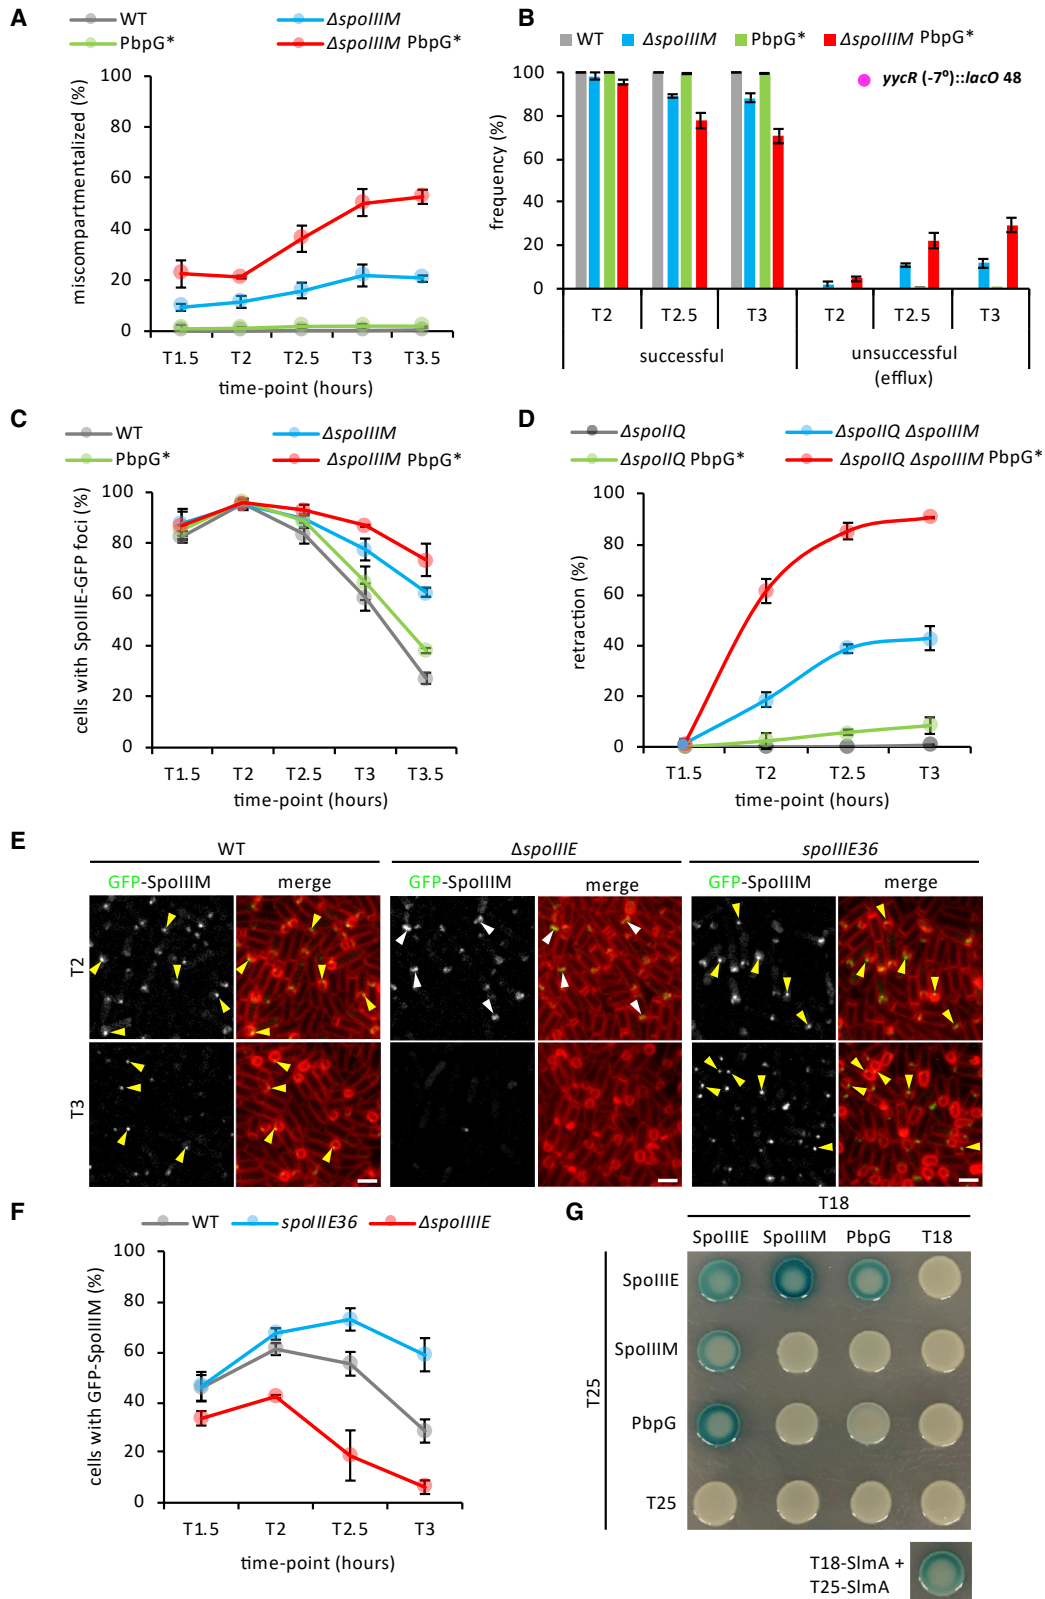 A
WT
ΔspoIIIM
PbpG*
ΔspoIIIM PbpG*
miscompartmentalized (%)
100
80
60
40
20
0
T1.5 T2 T2.5 T3 T3.5
time-point (hours)
B
WT ΔspoIIIM PbpG* ΔspoIIIM PbpG*
yycR (-7º)::lacO 48
frequency (%)
100
80
60
40
20
0
T2 T2.5 T3 T2 T2.5 T3
successful unsuccessful
(efflux)
C
WT
ΔspoIIIM
PbpG*
ΔspoIIIM PbpG*
cells with SpoIIIE-GFP foci (%)
100
80
60
40
20
0
T1.5 T2 T2.5 T3 T3.5
time-point (hours)
D
ΔspoIIQ
ΔspoIIQ ΔspoIIIM
ΔspoIIQ PbpG*
ΔspoIIQ ΔspoIIIM PbpG*
retraction (%)
100
80
60
40
20
0
T1.5 T2 T2.5 T3
time-point (hours)
E
WT ΔspoIIIE spoIIIE36
GFP-SpoIIIM merge GFP-SpoIIIM merge GFP-SpoIIIM merge
T2
T3
F
WT spoIIIE36 ΔspoIIIIE
cells with GFP-SpoIIIM (%)
100
80
60
40
20
0
T1.5 T2 T2.5 T3
time-point (hours)
G
T18
SpoIIIE SpoIIIM PbpG T18
T25
SpoIIIE
SpoIIIM
PbpG
T25
T18-SlmA +
T25-SlmA